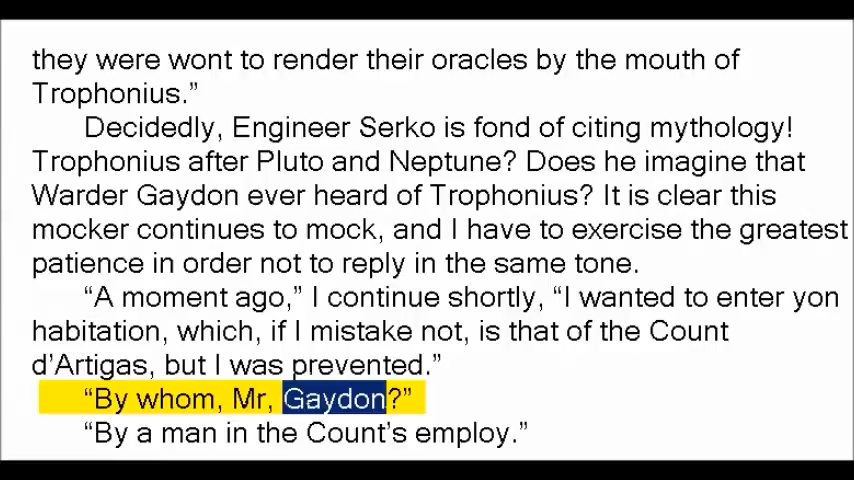 they were wont to render their oracles by the mouth of
Trophonius.”
Decidedly, Engineer Serko is fond of citing mythology!
Trophonius after Pluto and Neptune? Does he imagine that
Warder Gaydon ever heard of Trophonius? It is clear this
mocker continues to mock, and I have to exercise the greatest
patience in order not to reply in the same tone.
“A moment ago,” I continue shortly, “I wanted to enter yon
habitation, which, if I mistake not, is that of the Count
d’Artigas, but I was prevented.”
“By whom, Mr, Gaydon?”
“By a man in the Count’s employ.”